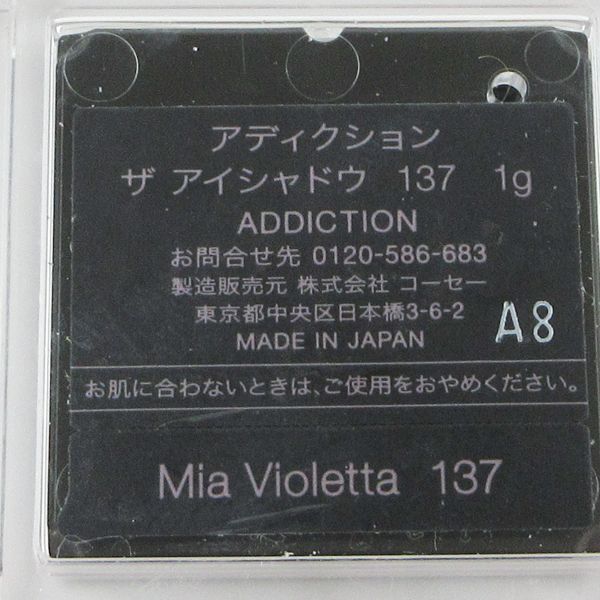 アディクション
ザ アイシャドウ 137 1g
ADDICTION
お問合せ先 0120-586-683
製造販売元 株式会社 コーセー
東京都中央区日本橋3-6-2
MADE IN JAPAN
A8
お肌に合わないときは、ご使用をおやめください。
Mia Violetta 137